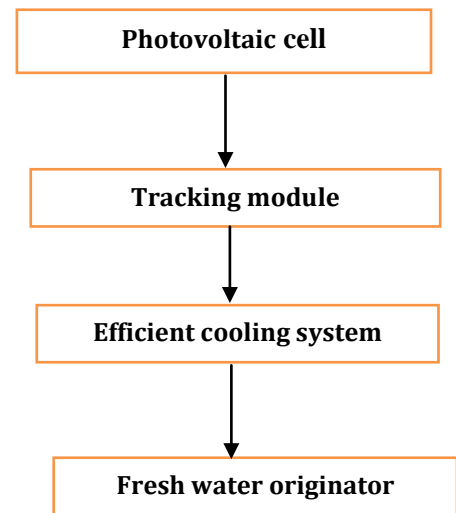 Photovoltaic cell
Tracking module
Efficient cooling system
Fresh water originator